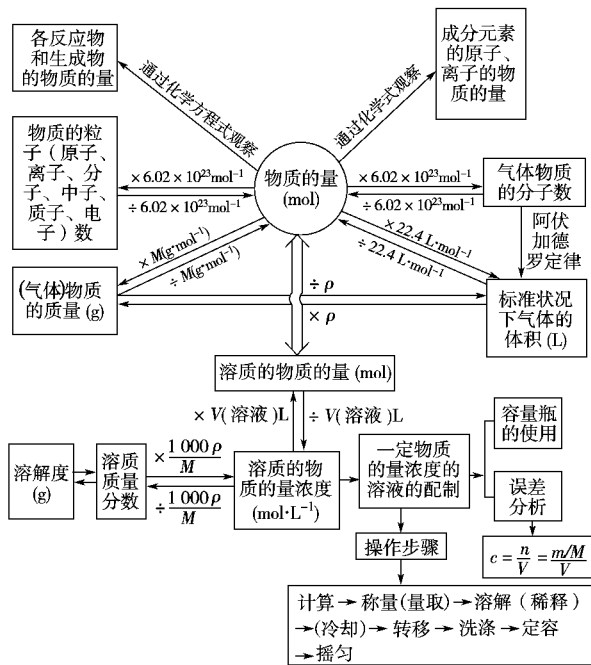 各反应物
和生成物
的物质的量
成分元素
的原子、
离子的物
质的量
通过化学方程式观察
通过化学式观察
物质的粒
子（原子、
离子、分
子、中子、
质子、电
子）数
× 6.02 × 10²³mol⁻¹
÷ 6.02 × 10²³mol⁻¹
物质的量
(mol)
× 6.02 × 10²³mol⁻¹
÷ 6.02 × 10²³mol⁻¹
气体物质
的分子数
× M(g·mol⁻¹)
÷ M(g·mol⁻¹)
× 22.4 L·mol⁻¹
÷ 22.4 L·mol⁻¹
阿伏
加德
罗定律
(气体)物质
的质量 (g)
÷ ρ
× ρ
标准状况
下气体的
体积 (L)
溶质的物质的量 (mol)
× V(溶液)L
÷ V(溶液)L
溶解度
(g)
溶质
质量
分数
× 1 000 ρ/M
÷ 1 000 ρ/M
溶质的物
质的量浓度
(mol·L⁻¹)
一定物质
的量浓度的
溶液的配制
容量瓶
的使用
误差
分析
c = n/V = m/M/V
操作步骤
计算→称量(量取)→溶解（稀释）
→(冷却)→转移→洗涤→定容
→摇匀